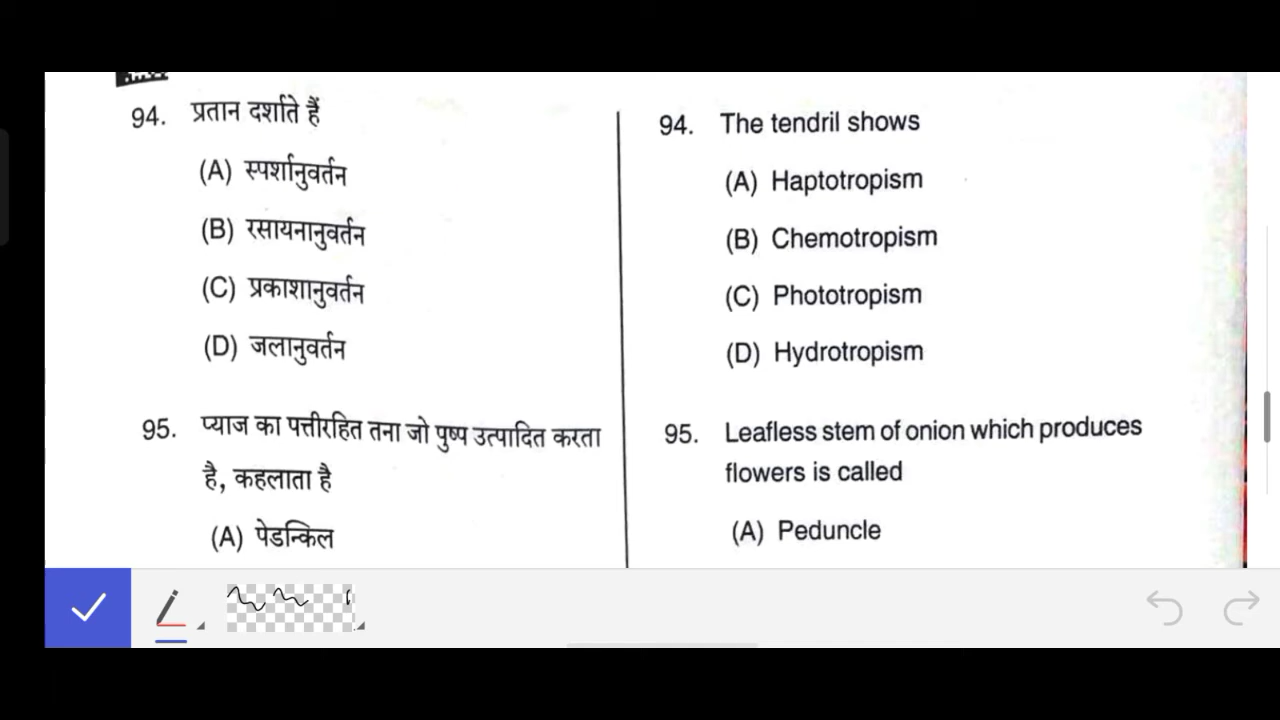 94. प्रतान दर्शाते हैं
(A) स्पर्शानुवर्तन
(B) रसायनानुवर्तन
(C) प्रकाशानुवर्तन
(D) जलानुवर्तन
95. प्याज का पत्तीरहित तना जो पुष्प उत्पादित करता
है, कहलाता है
(A) पेडन्किल
94. The tendril shows
(A) Haptotropism
(B) Chemotropism
(C) Phototropism
(D) Hydrotropism
95. Leafless stem of onion which produces
flowers is called
(A) Peduncle